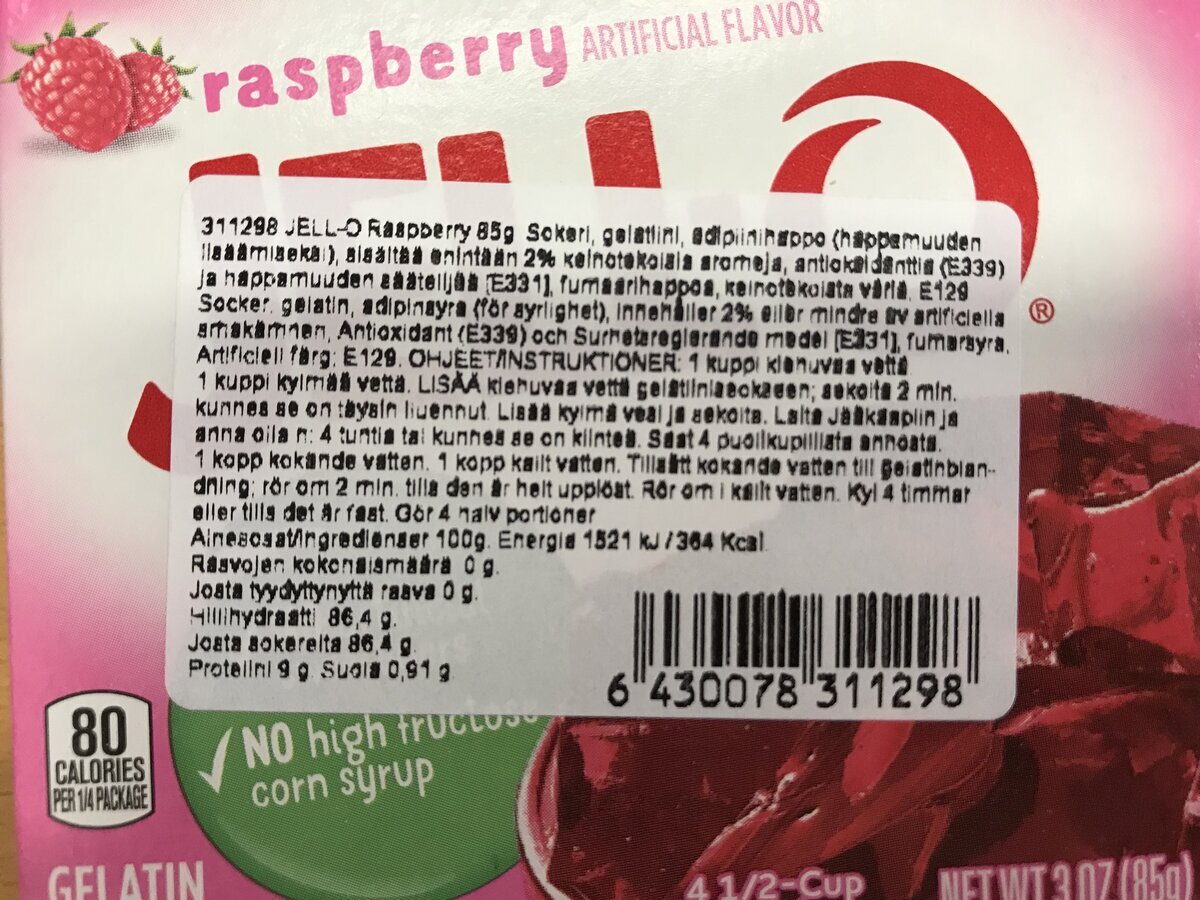 raspberry ARTIFICIAL FLAVOR
JELL-O
311298 JELL-O Raspberry 85g Sokeri, gelatiini, adipiinihappo (happamuuden
lisäämiseksi), sisältää enintään 2% keinotekoisia aromeja, antioksidanttia (E339)
ja happamuuden säätelijää [E331], fumaarihappoa, keinotekoista väriä, E129
Socker, gelatin, adipinsyra (för syrlighet), innehåller 2% eller mindre av artificiella
smakämnen, Antioxidant (E339) och Surhetsreglerande medel [E331], fumarsyra,
Artificiell färg: E129. OHJEET/INSTRUKTIONER: 1 kuppi kiehuvaa vettä
1 kuppi kylmää vettä. LISÄÄ kiehuvaa vettä gelatiiniseokseen; sekoita 2 min.
kunnes se on täysin liuennut. Lisää kylmä vesi ja sekoita. Laita Jääkaapiin ja
anna olla n: 4 tuntia tai kunnes se on kiinteä. Saat 4 puolikupillista annosta.
1 kopp kokande vatten. 1 kopp kallt vatten. Tillsätt kokande vatten till gelatinblan-
dning; rör om 2 min. tills den är helt upplöst. Rör om i kallt vatten. Kyl 4 timmar
eller tills det är fast. Gör 4 halv portioner
Ainesosat/Ingredienser 100g. Energia 1521 kJ / 364 Kcal
Rasvojen kokonaismäärä 0 g.
Josta tyydyttynyttä rasva 0 g.
Hiilihydraatti 86,4 g.
Josta sokereita 86,4 g.
Proteiini 9 g. Suola 0,91 g
6 430078 311298
80
CALORIES
PER 1/4 PACKAGE
NO high fructose
corn syrup
GELATIN
4 1/2-Cup
NET WT 3 OZ (85g)
®